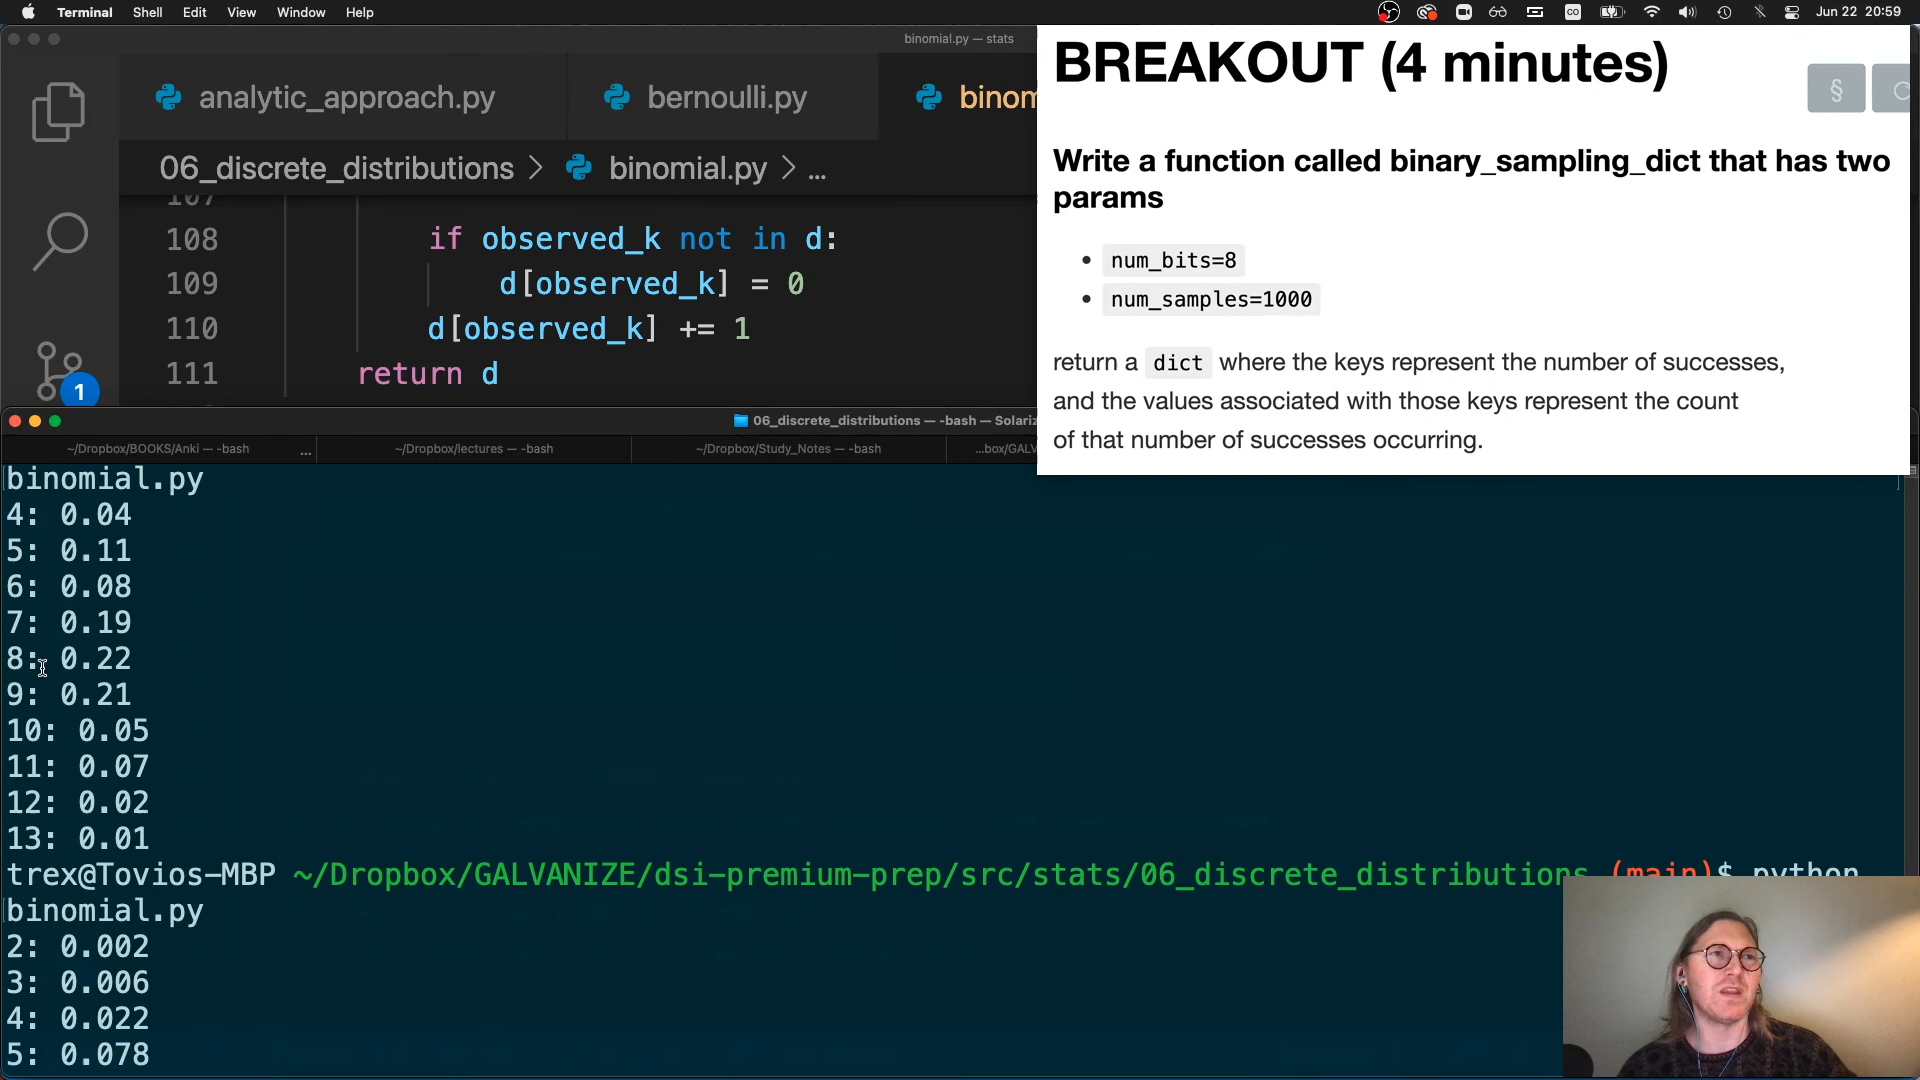 Terminal Shell Edit View Window Help
Jun 22 20:59
binomial.py — stats
analytic_approach.py
bernoulli.py
binom
06_discrete_distributions > binomial.py > ...
107
108 if observed_k not in d:
109 d[observed_k] = 0
110 d[observed_k] += 1
111 return d
1
BREAKOUT (4 minutes)
§
Write a function called binary_sampling_dict that has two
params
• num_bits=8
• num_samples=1000
return a dict where the keys represent the number of successes,
and the values associated with those keys represent the count
of that number of successes occurring.
06_discrete_distributions — -bash — Solariz
~/Dropbox/BOOKS/Anki — -bash
...
~/Dropbox/lectures — -bash
~/Dropbox/Study_Notes — -bash
...box/GALV
binomial.py
4: 0.04
5: 0.11
6: 0.08
7: 0.19
8: 0.22
9: 0.21
10: 0.05
11: 0.07
12: 0.02
13: 0.01
trex@Tovios-MBP ~/Dropbox/GALVANIZE/dsi-premium-prep/src/stats/06_discrete_distributions (main)$ python
binomial.py
2: 0.002
3: 0.006
4: 0.022
5: 0.078